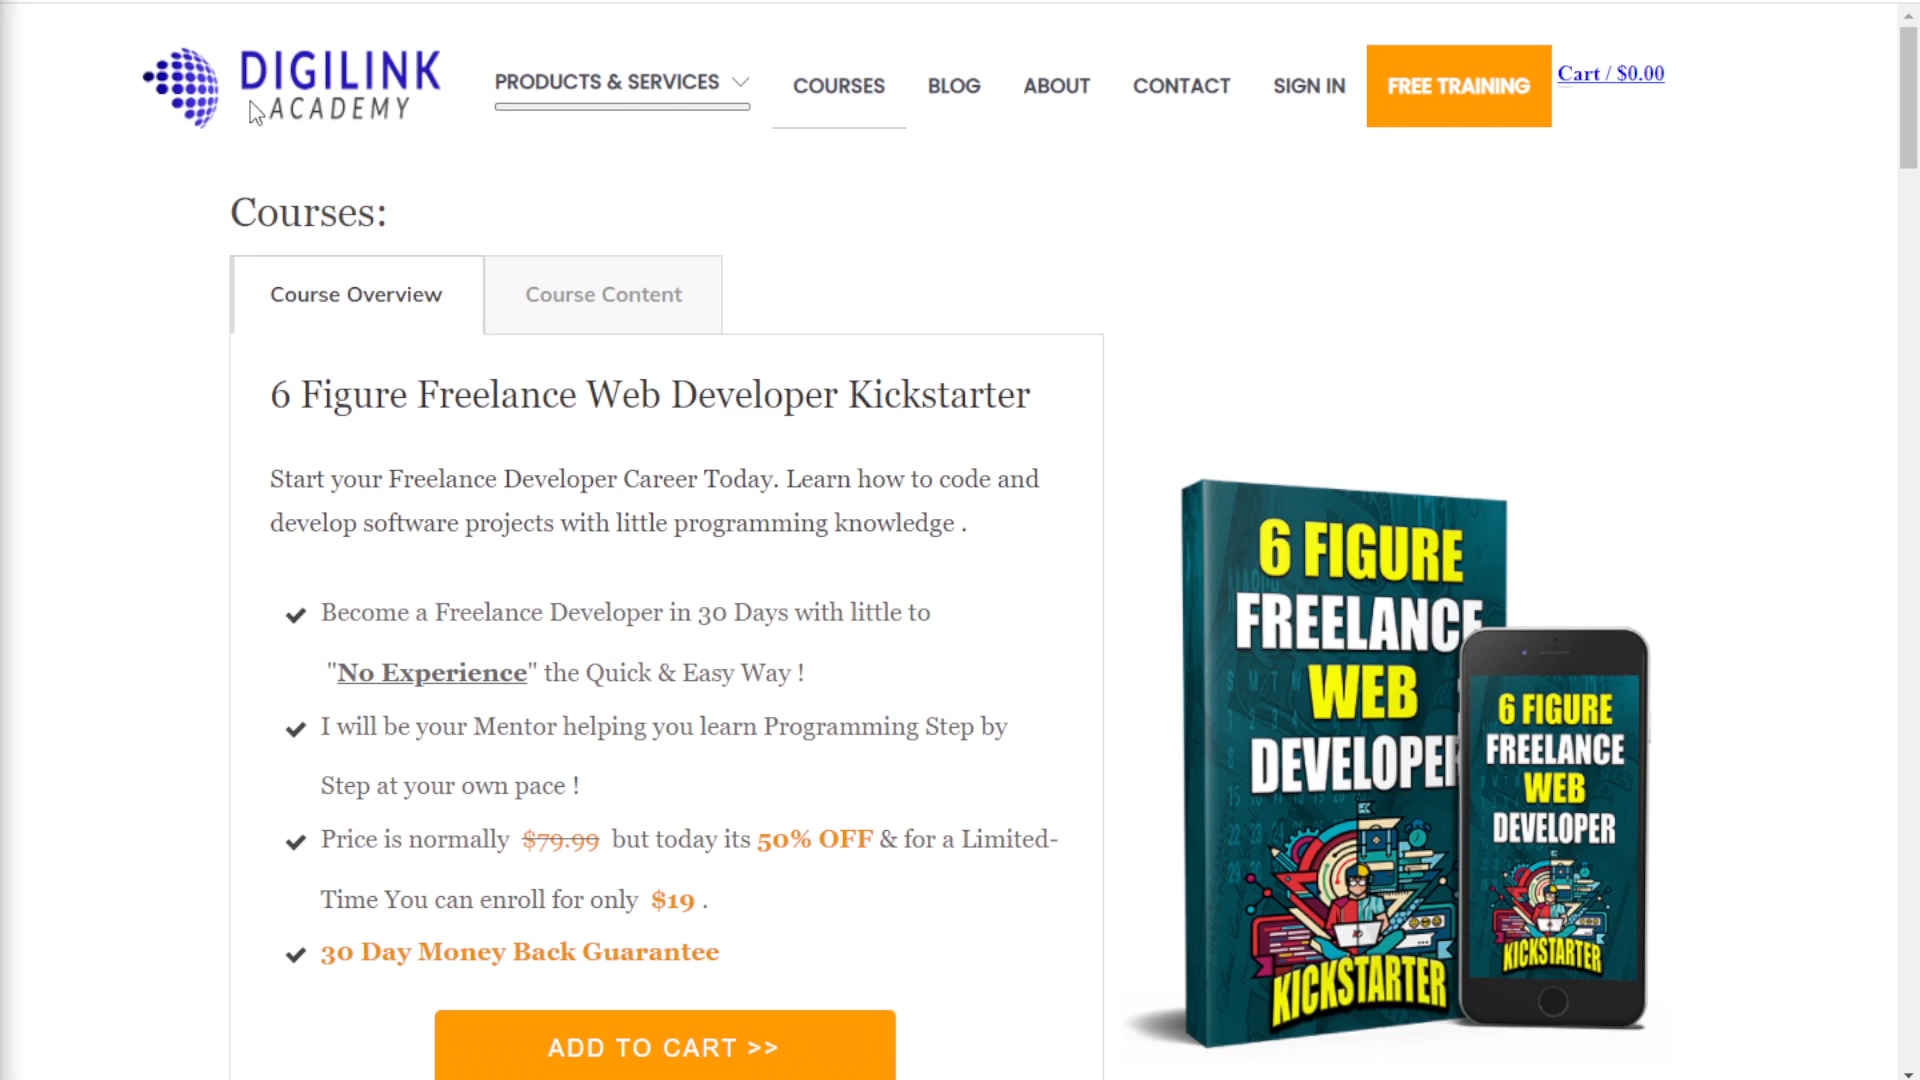 DIGILINK
ACADEMY
PRODUCTS & SERVICES
COURSES
BLOG
ABOUT
CONTACT
SIGN IN
FREE TRAINING
Cart / $0.00
Courses:
Course Overview
Course Content
6 Figure Freelance Web Developer Kickstarter
Start your Freelance Developer Career Today. Learn how to code and
develop software projects with little programming knowledge .
Become a Freelance Developer in 30 Days with little to
"No Experience" the Quick & Easy Way !
I will be your Mentor helping you learn Programming Step by
Step at your own pace !
Price is normally $79.99 but today its 50% OFF & for a Limited-
Time You can enroll for only $19 .
30 Day Money Back Guarantee
ADD TO CART >>
6 FIGURE
FREELANCE
WEB
DEVELOPER
KICKSTARTER
6 FIGURE
FREELANCE
WEB
DEVELOPER
KICKSTARTER